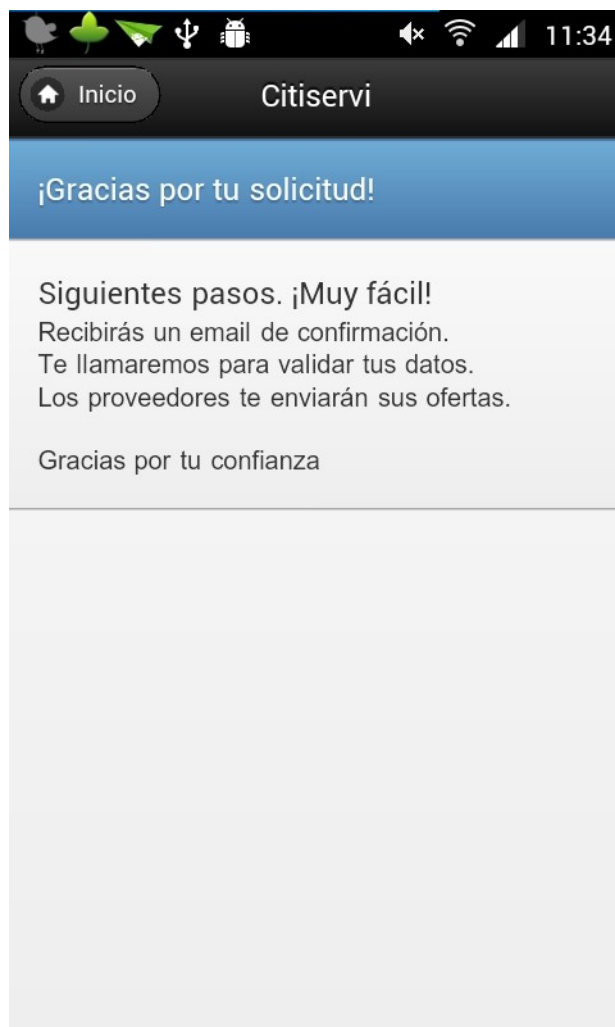 11:34
Inicio
Citiservi
¡Gracias por tu solicitud!
Siguientes pasos. ¡Muy fácil!
Recibirás un email de confirmación.
Te llamaremos para validar tus datos.
Los proveedores te enviarán sus ofertas.
Gracias por tu confianza